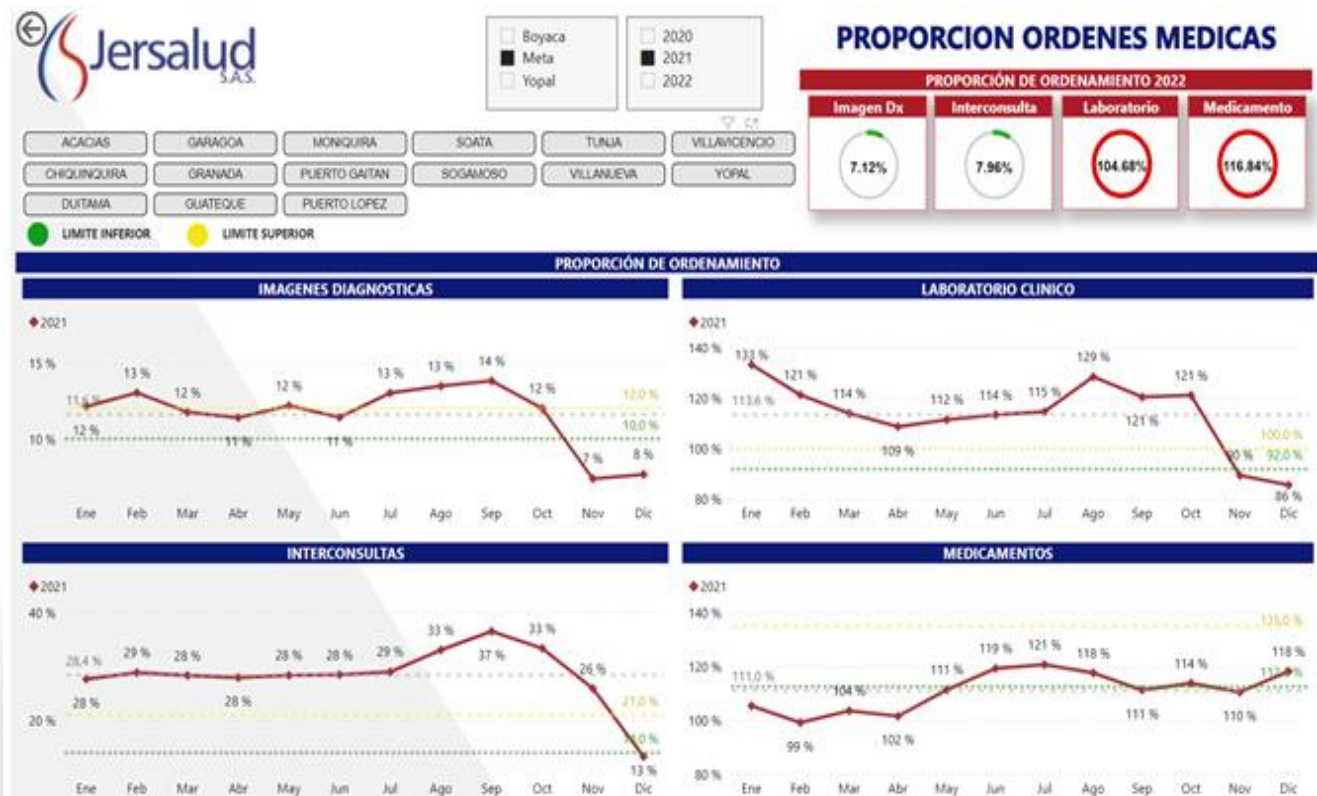 Jersalud
S.A.S.
Boyaca
Meta
Yopal
2020
2021
2022
PROPORCION ORDENES MEDICAS
PROPORCIÓN DE ORDENAMIENTO 2022
Imagen Dx Interconsulta Laboratorio Medicamento
7.12% 7.96% 104.68% 116.84%
ACACIAS GARAGOA MONIQUIRA SOATA TUNJA VILLAVICENCIO
CHIQUINQUIRA GRANADA PUERTO GAITAN SOGAMOSO VILLANUEVA YOPAL
DUITAMA GUATEQUE PUERTO LOPEZ
LIMITE INFERIOR LIMITE SUPERIOR
PROPORCIÓN DE ORDENAMIENTO
IMAGENES DIAGNOSTICAS
2021
15 %
10 %
11,6 %
12 % 13 % 12 % 11 % 12 % 11 % 13 % 13 % 14 % 12 % 7 % 8 %
12,0 %
10,0 %
Ene Feb Mar Abr May Jun Jul Ago Sep Oct Nov Dic
LABORATORIO CLINICO
2021
140 %
120 %
100 %
80 %
113,6 %
133 % 121 % 114 % 109 % 112 % 114 % 115 % 129 % 121 % 121 % 90 % 86 %
100,0 %
92,0 %
Ene Feb Mar Abr May Jun Jul Ago Sep Oct Nov Dic
INTERCONSULTAS
2021
40 %
20 %
28,4 %
28 % 29 % 28 % 28 % 28 % 28 % 29 % 33 % 37 % 33 % 26 % 13 %
21,0 %
Ene Feb Mar Abr May Jun Jul Ago Sep Oct Nov Dic
MEDICAMENTOS
2021
140 %
120 %
100 %
80 %
111,0 %
99 % 104 % 102 % 111 % 119 % 121 % 118 % 111 % 114 % 110 % 118 %
135,0 %
Ene Feb Mar Abr May Jun Jul Ago Sep Oct Nov Dic